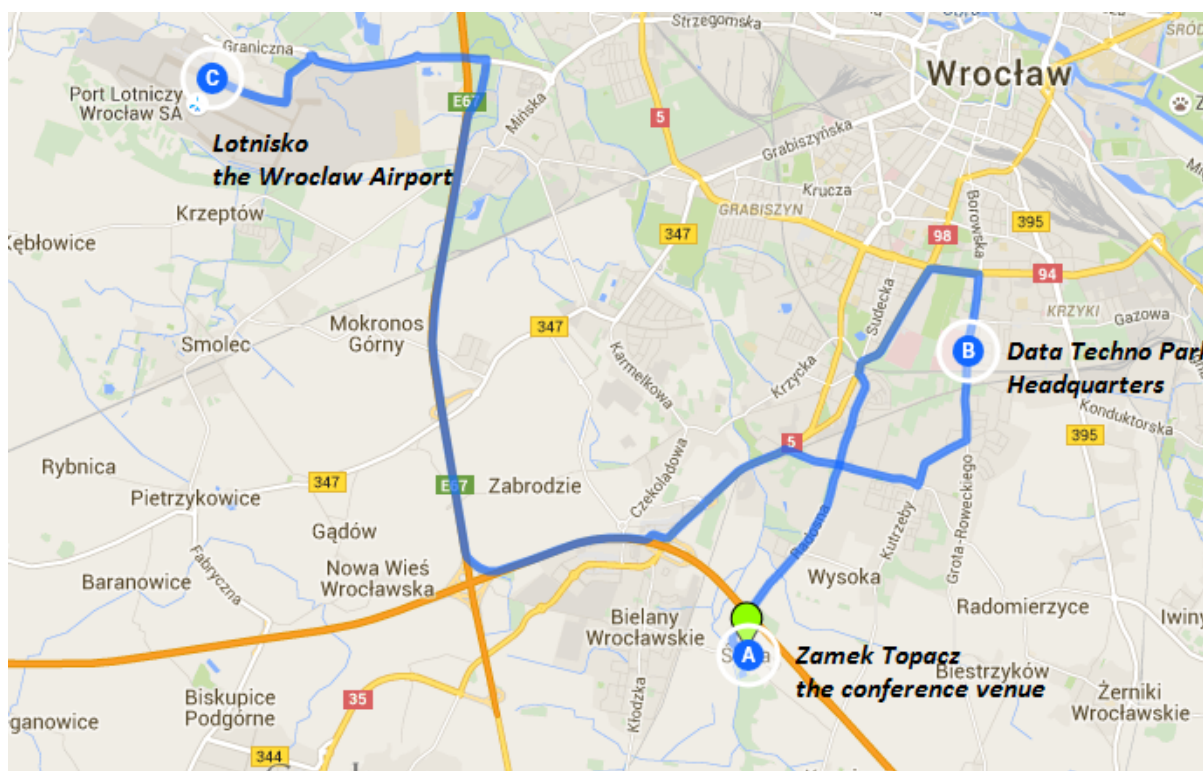 Strzegomska
ŚRÓD
Graniczna
C
Wrocław
Port Lotniczy
Wrocław SA
E67
Mińska
5
Grabiszyńska
Lotnisko
the Wroclaw Airport
Krucza
GRABISZYN
Borowska
395
Krzeptów
347
98
94
Kębłowice
Sudecka
KRZYKI
Gazowa
Mokronos
Górny
347
Smolec
Karmelkowa
Krzycka
B
Data Techno Park
Headquarters
Konduktorska
5
395
Rybnica
Pietrzykowice
347
E67
Zabrodzie
Czekoladowa
Gądów
Radosna
Kutrzeby
Grota-Roweckiego
Fabryczna
Baranowice
Nowa Wieś
Wrocławska
Wysoka
Bielany
Wrocławskie
Radomierzyce
Iwiny
A
Zamek Topacz
the conference venue
Biestrzyków
Biskupice
Podgórne
35
Kłodzka
Żerniki
Wrocławskie
344